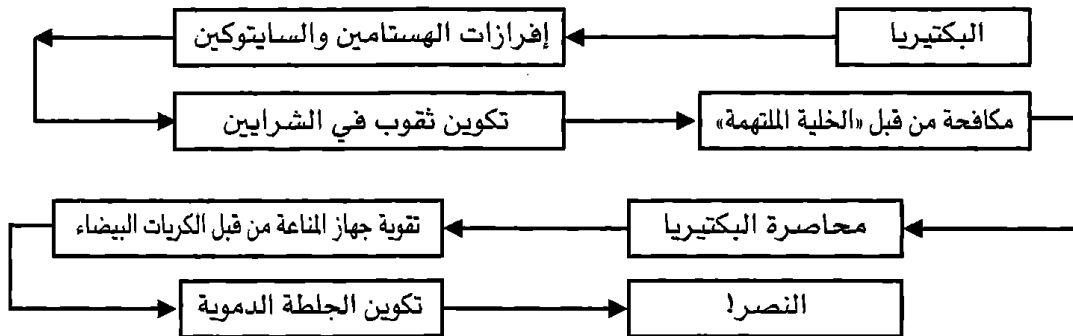 البكتيريا
إفرازات الهستامين والسايتوكين
تكوين ثقوب في الشرايين
مكافحة من قبل «الخلية الملتهمة»
محاصرة البكتيريا
تقوية جهاز المناعة من قبل الكريات البيضاء
تكوين الجلطة الدموية
النصر!